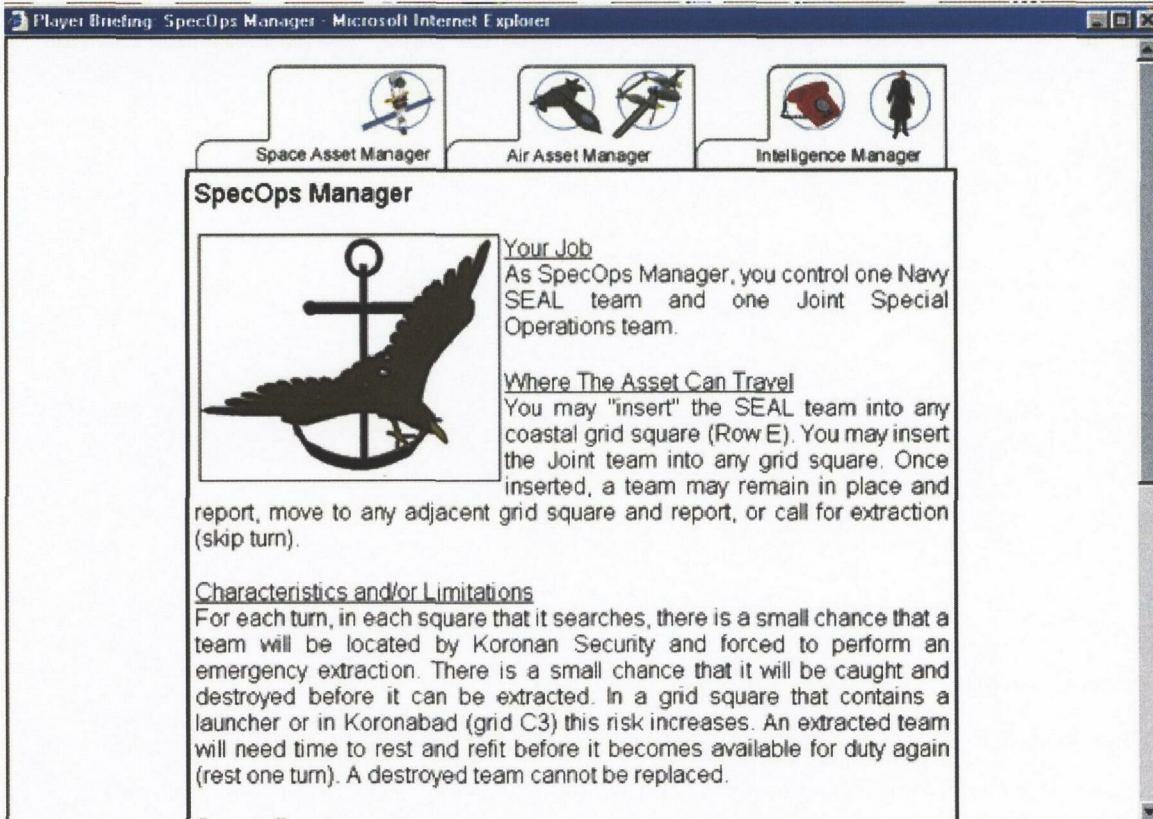 Player Briefing: SpecOps Manager - Microsoft Internet Explorer
Space Asset Manager
Air Asset Manager
Intelligence Manager
SpecOps Manager
Your Job
As SpecOps Manager, you control one Navy
SEAL team and one Joint Special
Operations team.
Where The Asset Can Travel
You may "insert" the SEAL team into any
coastal grid square (Row E). You may insert
the Joint team into any grid square. Once
inserted, a team may remain in place and
report, move to any adjacent grid square and report, or call for extraction
(skip turn).
Characteristics and/or Limitations
For each turn, in each square that it searches, there is a small chance that a
team will be located by Koronan Security and forced to perform an
emergency extraction. There is a small chance that it will be caught and
destroyed before it can be extracted. In a grid square that contains a
launcher or in Koronabad (grid C3) this risk increases. An extracted team
will need time to rest and refit before it becomes available for duty again
(rest one turn). A destroyed team cannot be replaced.